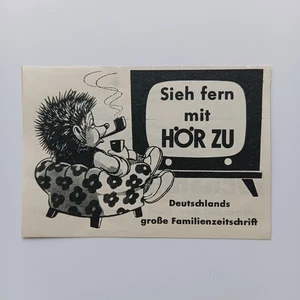 Sieh fern
mit
HÖR ZU
Deutschlands
große Familienzeitschrift